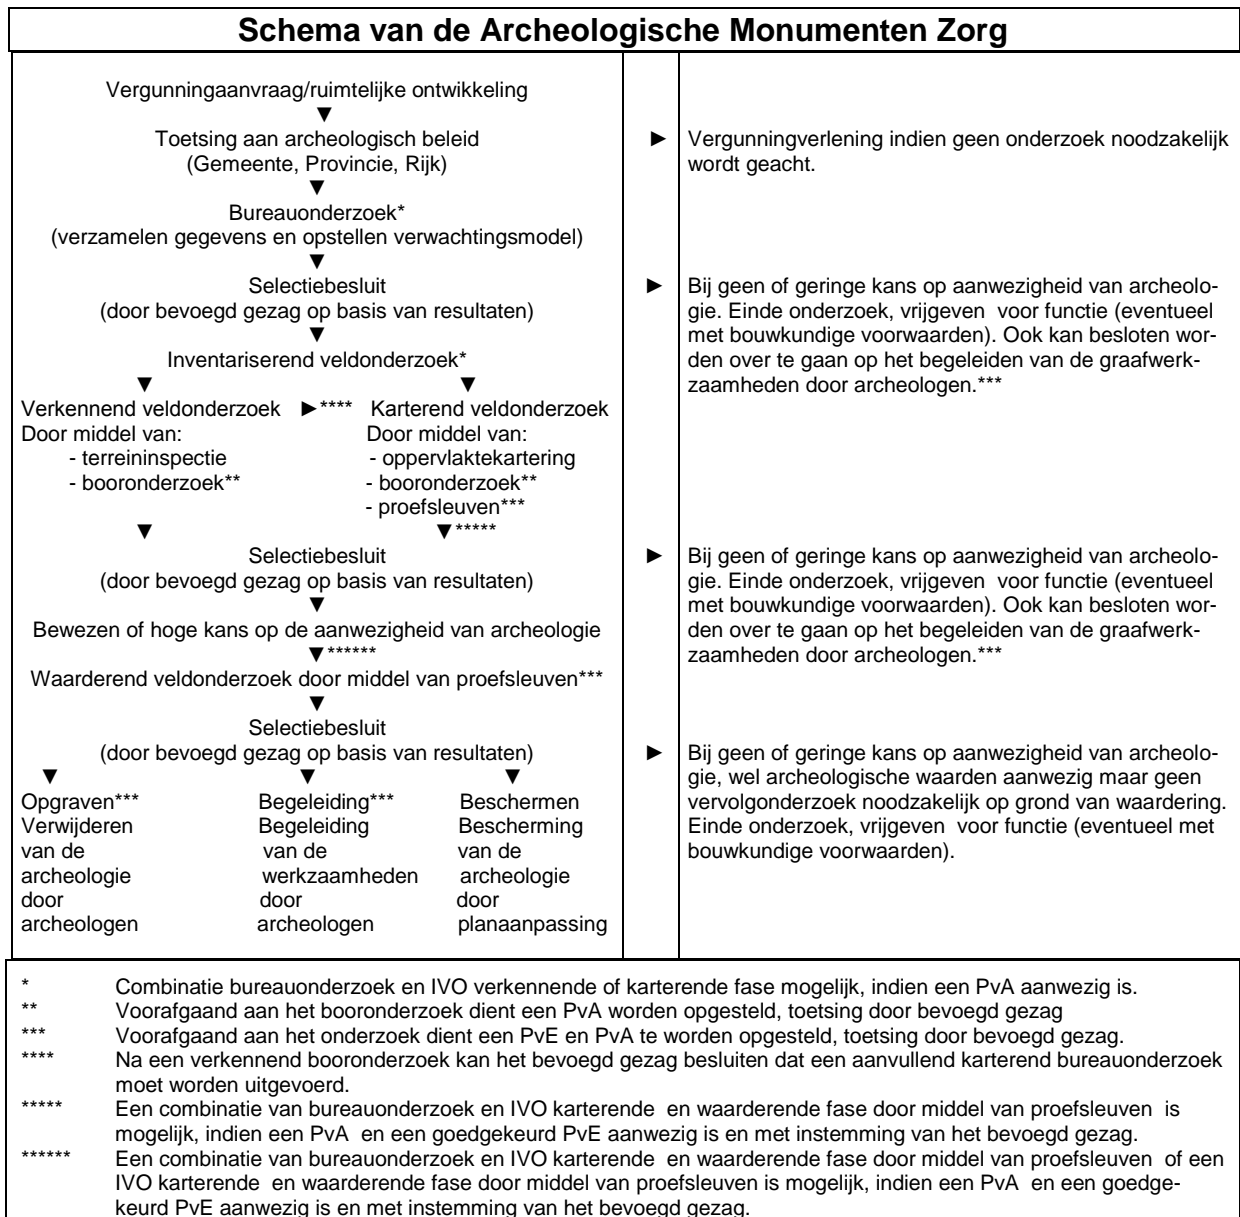 Schema van de Archeologische Monumenten Zorg
Vergunningaanvraag/ruimtelijke ontwikkeling
▼
Toetsing aan archeologisch beleid
(Gemeente, Provincie, Rijk)
► Vergunningverlening indien geen onderzoek noodzakelijk
wordt geacht.
▼
Bureauonderzoek*
(verzamelen gegevens en opstellen verwachtingsmodel)
▼
Selectiebesluit
(door bevoegd gezag op basis van resultaten)
► Bij geen of geringe kans op aanwezigheid van archeolo-
gie. Einde onderzoek, vrijgeven voor functie (eventueel
met bouwkundige voorwaarden). Ook kan besloten wor-
den over te gaan op het begeleiden van de graafwerk-
zaamheden door archeologen.***
▼
Inventariserend veldonderzoek*
▼ ▼
Verkennend veldonderzoek ►**** Karterend veldonderzoek
Door middel van: Door middel van:
- terreininspectie - oppervlaktekartering
- booronderzoek** - booronderzoek**
- proefsleuven***
▼ ▼*****
Selectiebesluit
(door bevoegd gezag op basis van resultaten)
► Bij geen of geringe kans op aanwezigheid van archeolo-
gie. Einde onderzoek, vrijgeven voor functie (eventueel
met bouwkundige voorwaarden). Ook kan besloten wor-
den over te gaan op het begeleiden van de graafwerk-
zaamheden door archeologen.***
▼
Bewezen of hoge kans op de aanwezigheid van archeologie
▼******
Waarderend veldonderzoek door middel van proefsleuven***
▼
Selectiebesluit
(door bevoegd gezag op basis van resultaten)
► Bij geen of geringe kans op aanwezigheid van archeolo-
gie, wel archeologische waarden aanwezig maar geen
vervolgonderzoek noodzakelijk op grond van waardering.
Einde onderzoek, vrijgeven voor functie (eventueel met
bouwkundige voorwaarden).
▼ ▼ ▼
Opgraven*** Begeleiding*** Beschermen
Verwijderen Begeleiding Bescherming
van de van de van de
archeologie werkzaamheden archeologie
door door door
archeologen archeologen planaanpassing
* Combinatie bureauonderzoek en IVO verkennende of karterende fase mogelijk, indien een PvA aanwezig is.
** Voorafgaand aan het booronderzoek dient een PvA worden opgesteld, toetsing door bevoegd gezag
*** Voorafgaand aan het onderzoek dient een PvE en PvA te worden opgesteld, toetsing door bevoegd gezag.
**** Na een verkennend booronderzoek kan het bevoegd gezag besluiten dat een aanvullend karterend bureauonderzoek
moet worden uitgevoerd.
***** Een combinatie van bureauonderzoek en IVO karterende en waarderende fase door middel van proefsleuven is
mogelijk, indien een PvA en een goedgekeurd PvE aanwezig is en met instemming van het bevoegd gezag.
****** Een combinatie van bureauonderzoek en IVO karterende en waarderende fase door middel van proefsleuven of een
IVO karterende en waarderende fase door middel van proefsleuven is mogelijk, indien een PvA en een goedge-
keurd PvE aanwezig is en met instemming van het bevoegd gezag.